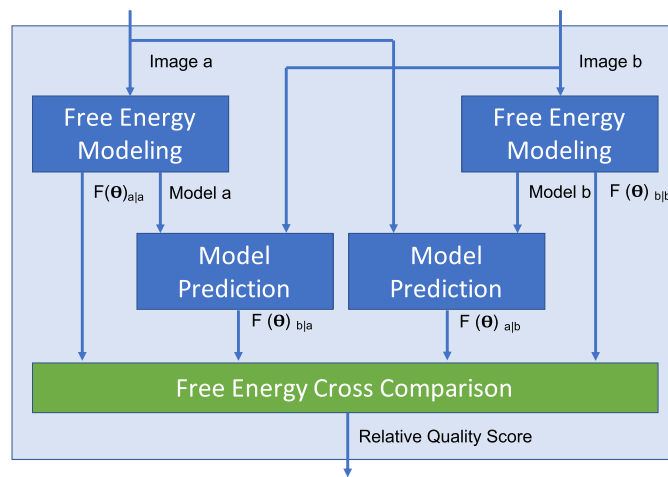 Image a
Image b
Free Energy
Modeling
Free Energy
Modeling
F(θ)a|a
Model a
Model b
F (θ) b|b
Model
Prediction
Model
Prediction
F (θ) b|a
F (θ) a|b
Free Energy Cross Comparison
Relative Quality Score